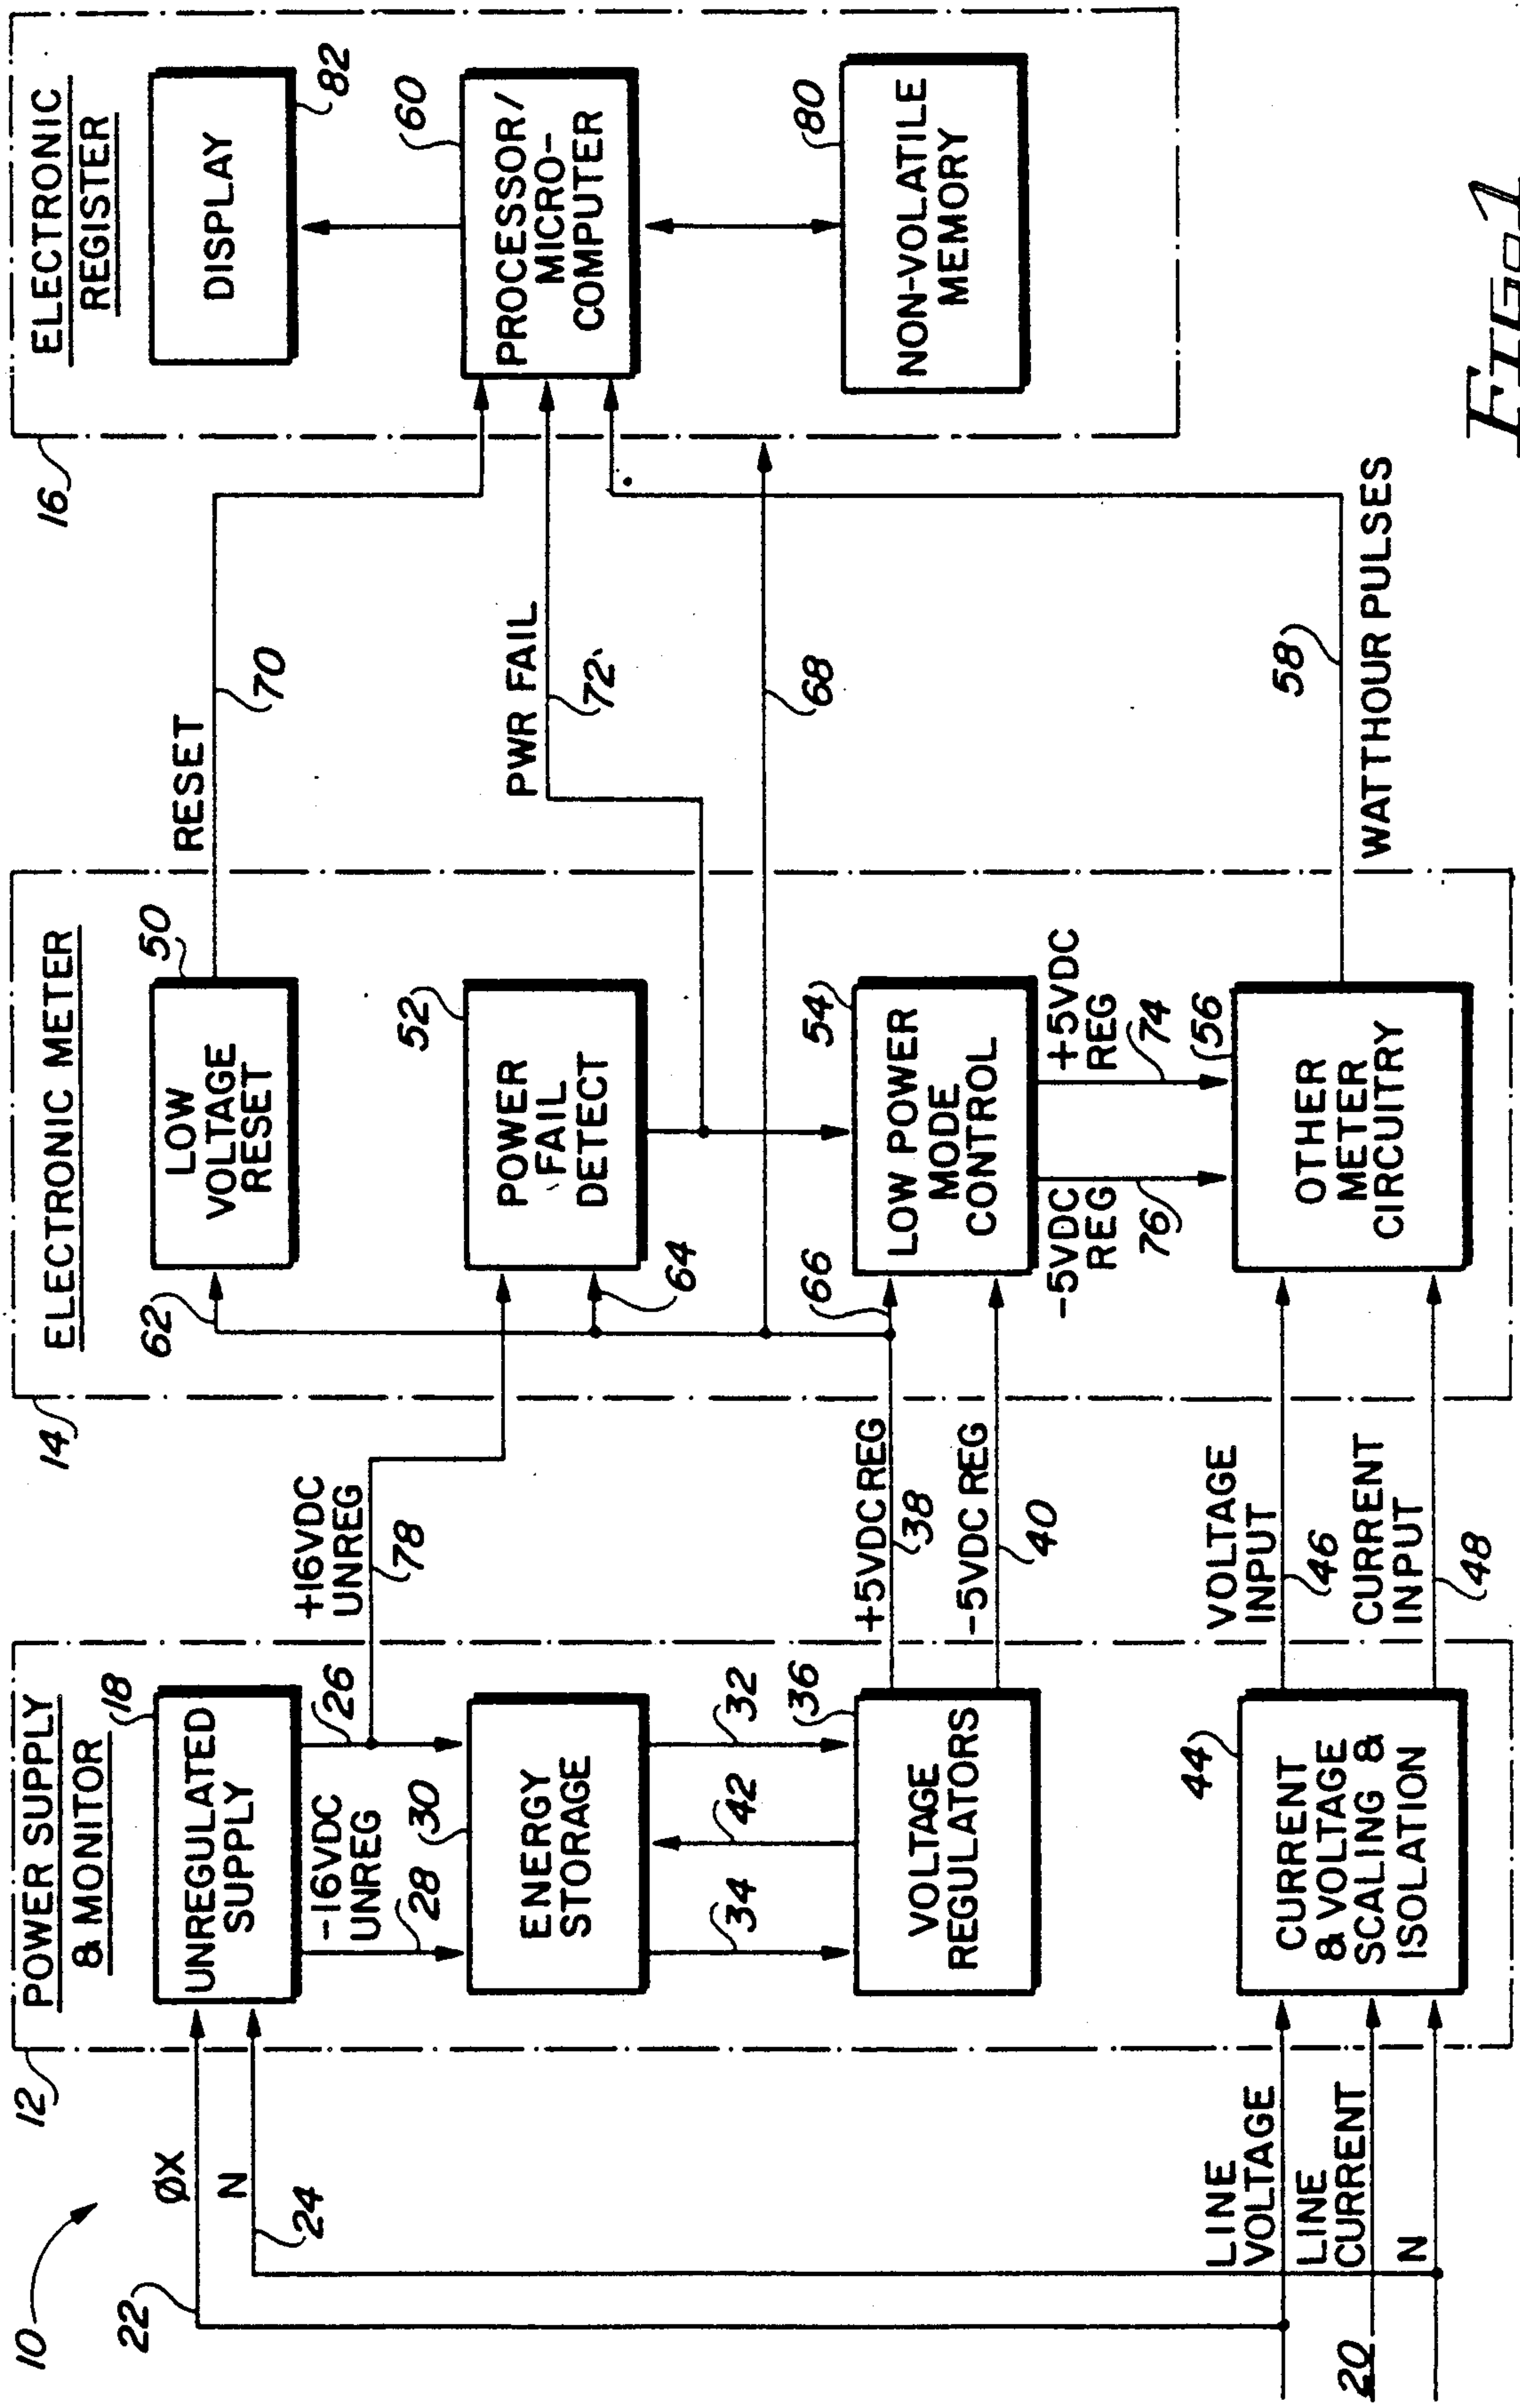 10
12
POWER SUPPLY
& MONITOR
22
ØX
N
24
18
UNREGULATED
SUPPLY
26
-16VDC
UNREG
28
30
ENERGY
STORAGE
32
42
34
36
VOLTAGE
REGULATORS
LINE
VOLTAGE
LINE
CURRENT
N
20
44
CURRENT
& VOLTAGE
SCALING &
ISOLATION
+16VDC
UNREG
78
+5VDC REG
38
-5VDC REG
40
VOLTAGE
INPUT
46
CURRENT
INPUT
48
14
ELECTRONIC METER
62
50
LOW
VOLTAGE
RESET
52
POWER
FAIL
DETECT
64
66
54
LOW POWER
MODE
CONTROL
-5VDC
REG
76
+5VDC
REG
74
56
OTHER
METER
CIRCUITRY
RESET
70
PWR FAIL
72
68
58
WATTHOUR PULSES
16
ELECTRONIC
REGISTER
DISPLAY
82
60
PROCESSOR/
MICRO-
COMPUTER
80
NON-VOLATILE
MEMORY
FIG. 1